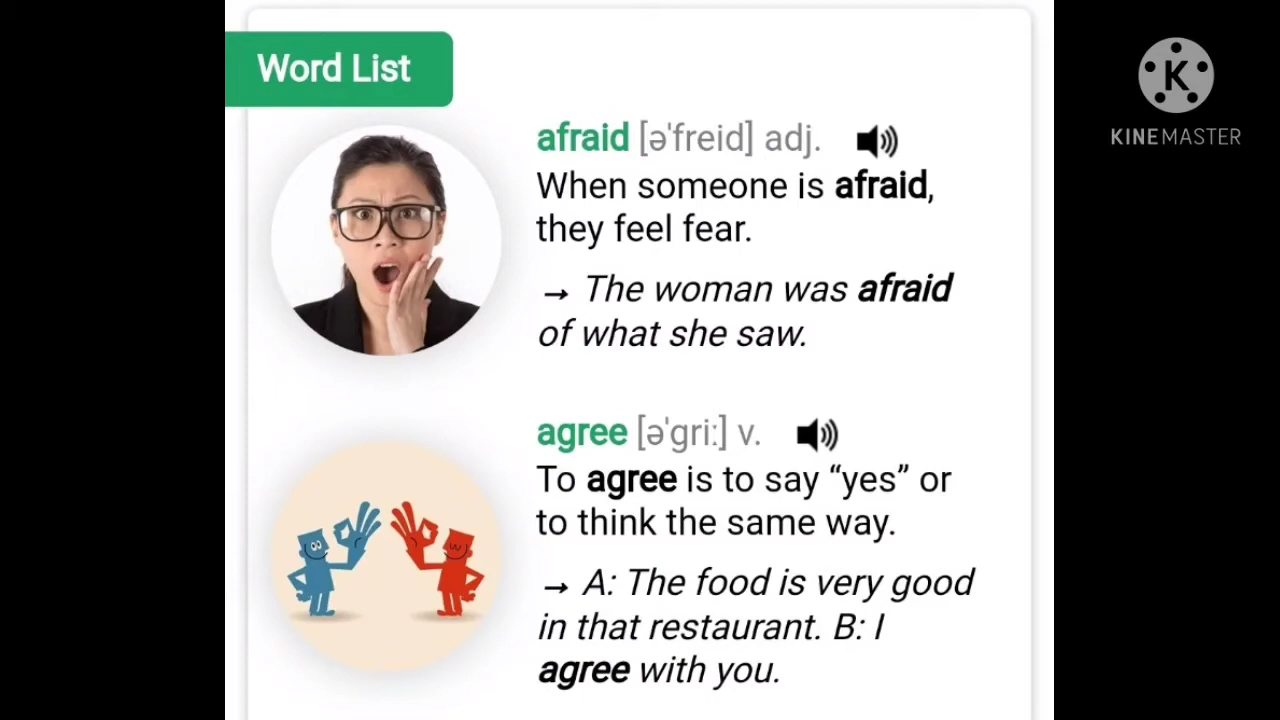 Word List
afraid [ə'freid] adj.
When someone is afraid,
they feel fear.
→ The woman was afraid
of what she saw.
agree [ə'gri:] v.
To agree is to say “yes” or
to think the same way.
→ A: The food is very good
in that restaurant. B: I
agree with you.
K
KINEMASTER